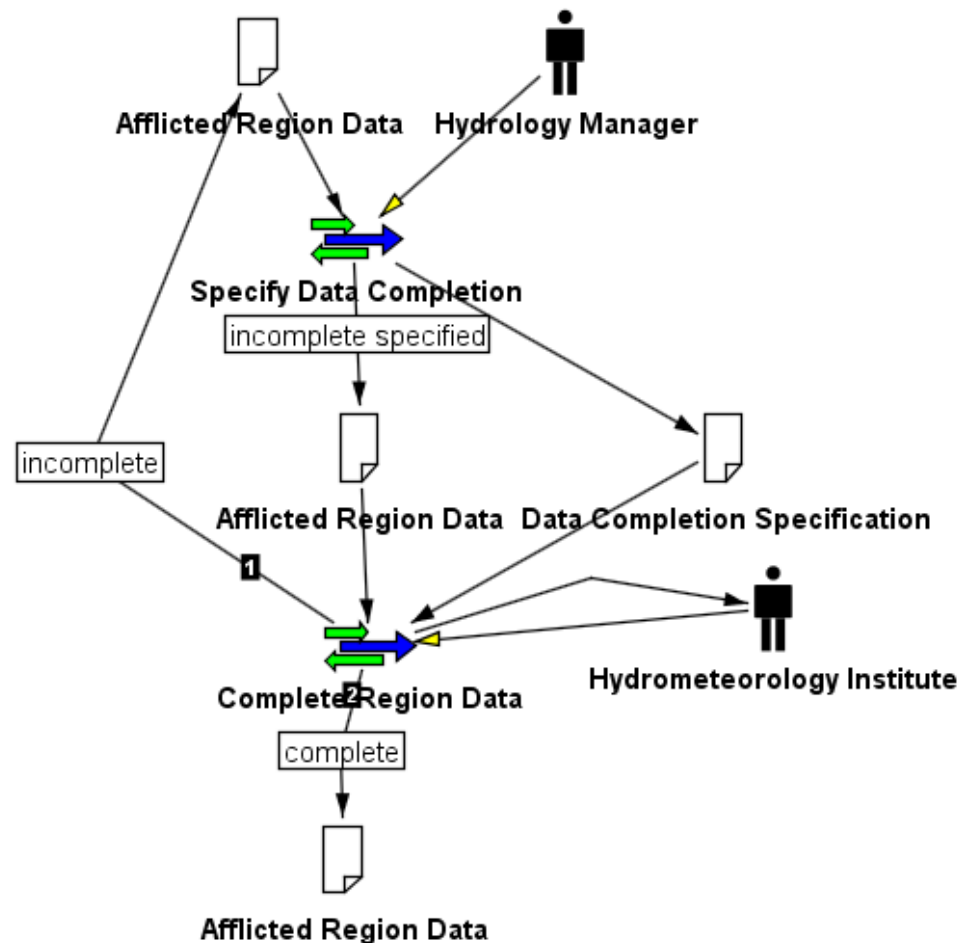 Afflicted Region Data
Hydrology Manager
Specify Data Completion
incomplete specified
incomplete
Afflicted Region Data
Data Completion Specification
1
Hydrometeorology Institute
Complete Region Data
2
complete
Afflicted Region Data